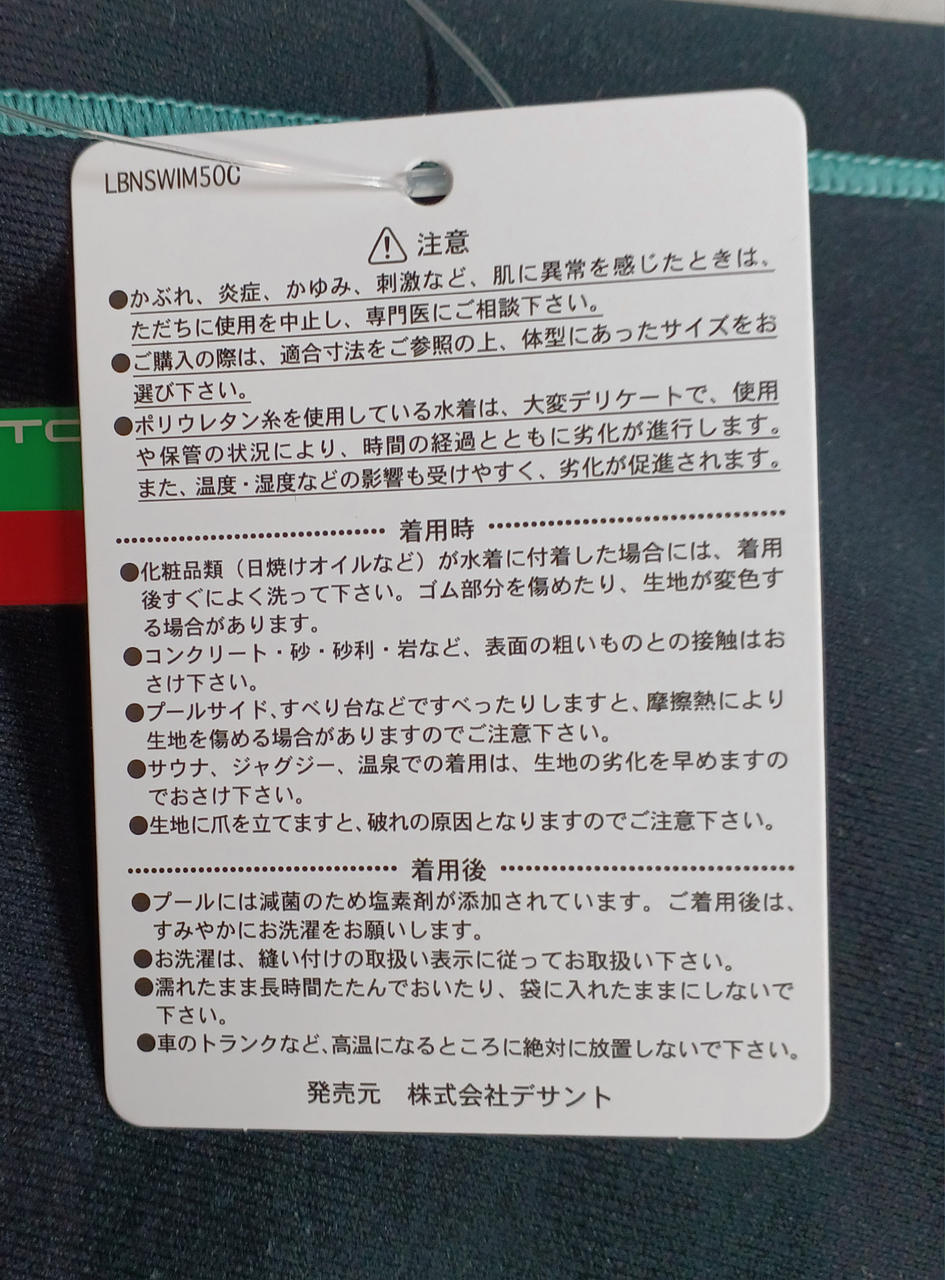 LBNSWIM50C
注意
●かぶれ、炎症、かゆみ、刺激など、肌に異常を感じたときは、
ただちに使用を中止し、専門医にご相談下さい。
●ご購入の際は、適合寸法をご参照の上、体型にあったサイズをお
選び下さい。
●ポリウレタン糸を使用している水着は、大変デリケートで、使用
や保管の状況により、時間の経過とともに劣化が進行します。
また、温度・湿度などの影響も受けやすく、劣化が促進されます。
着用時
●化粧品類（日焼けオイルなど）が水着に付着した場合には、着用
後すぐによく洗って下さい。ゴム部分を傷めたり、生地が変色す
る場合があります。
●コンクリート・砂・砂利・岩など、表面の粗いものとの接触はお
さけ下さい。
●プールサイド、すべり台などですべったりしますと、摩擦熱により
生地を傷める場合がありますのでご注意下さい。
●サウナ、ジャグジー、温泉での着用は、生地の劣化を早めますの
でおさけ下さい。
●生地に爪を立てますと、破れの原因となりますのでご注意下さい。
着用後
●プールには減菌のため塩素剤が添加されています。ご着用後は、
すみやかにお洗濯をお願いします。
●お洗濯は、縫い付けの取扱い表示に従ってお取扱い下さい。
●濡れたまま長時間たたんでおいたり、袋に入れたままにしないで
下さい。
●車のトランクなど、高温になるところに絶対に放置しないで下さい。
発売元　株式会社デサント